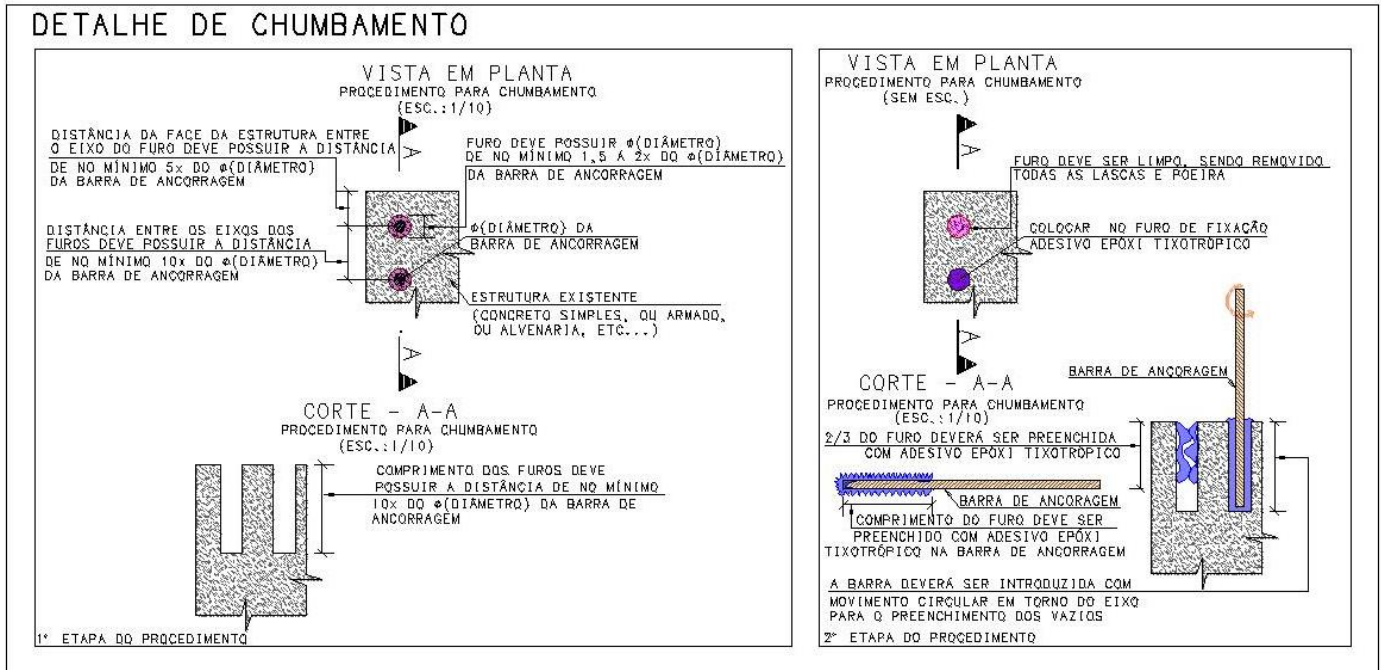 DETALHE DE CHUMBAMENTO
VISTA EM PLANTA
PROCEDIMENTO PARA CHUMBAMENTO
(ESC.:1/10)
A
DISTÂNCIA DA FACE DA ESTRUTURA ENTRE
O EIXO DO FURO DEVE POSSUIR A DISTÂNCIA
DE NO MÍNIMO 5x DO ø(DIÂMETRO)
DA BARRA DE ANCORRAGEM
FURO DEVE POSSUIR ø(DIÂMETRO)
DE NO MÍNIMO 1,5 A 2x DO ø(DIÂMETRO)
DA BARRA DE ANCORRAGEM
DISTÂNCIA ENTRE OS EIXOS DOS
FUROS DEVE POSSUIR A DISTÂNCIA
DE NO MÍNIMO 10x DO ø(DIÂMETRO)
DA BARRA DE ANCORRAGEM
ø(DIÂMETRO) DA
BARRA DE ANCORRAGEM
ESTRUTURA EXISTENTE
(CONCRETO SIMPLES, OU ARMADO,
OU ALVENARIA, ETC...)
A
CORTE - A-A
PROCEDIMENTO PARA CHUMBAMENTO
(ESC.:1/10)
COMPRIMENTO DOS FUROS DEVE
POSSUIR A DISTÂNCIA DE NO MÍNIMO
10x DO ø(DIÂMETRO) DA BARRA DE
ANCORRAGEM
1° ETAPA DO PROCEDIMENTO
VISTA EM PLANTA
PROCEDIMENTO PARA CHUMBAMENTO
(SEM ESC.)
A
FURO DEVE SER LIMPO, SENDO REMOVIDO
TODAS AS LASCAS E POEIRA
COLOCAR NO FURO DE FIXAÇÃO
ADESIVO EPÓXI TIXOTRÓPICO
A
BARRA DE ANCORAGEM
CORTE - A-A
PROCEDIMENTO PARA CHUMBAMENTO
(ESC.:1/10)
2/3 DO FURO DEVERÁ SER PREENCHIDA
COM ADESIVO EPÓXI TIXOTRÓPICO
BARRA DE ANCORAGEM
COMPRIMENTO DO FURO DEVE SER
PREENCHIDO COM ADESIVO EPÓXI
TIXOTRÓPICO NA BARRA DE ANCORRAGEM
A BARRA DEVERÁ SER INTRODUZIDA COM
MOVIMENTO CIRCULAR EM TORNO DO EIXO
PARA O PREENCHIMENTO DOS VAZIOS
2° ETAPA DO PROCEDIMENTO